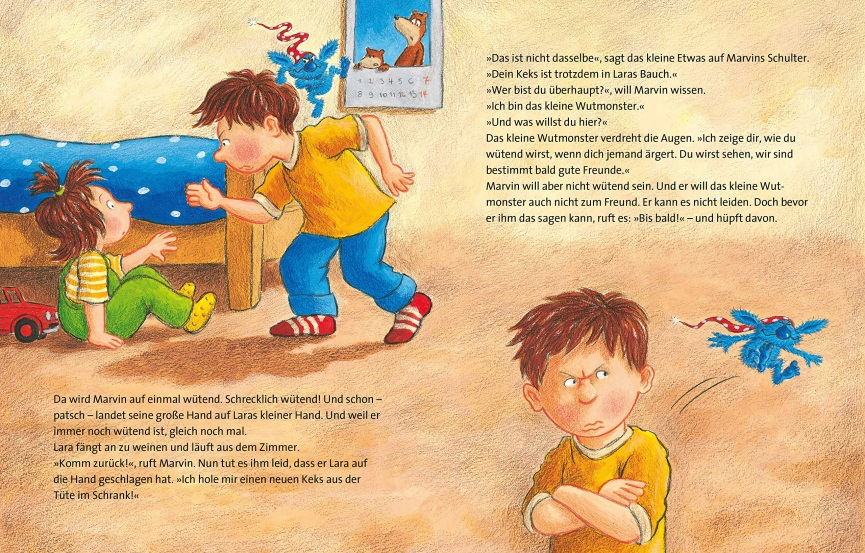 1 2 3 4 5 6 7
8 9 10 11 12 13 14
Da wird Marvin auf einmal wütend. Schrecklich wütend! Und schon –
patsch – landet seine große Hand auf Laras kleiner Hand. Und weil er
immer noch wütend ist, gleich noch mal.
Lara fängt an zu weinen und läuft aus dem Zimmer.
»Komm zurück!«, ruft Marvin. Nun tut es ihm leid, dass er Lara auf
die Hand geschlagen hat. »Ich hole mir einen neuen Keks aus der
Tüte im Schrank!«
»Das ist nicht dasselbe«, sagt das kleine Etwas auf Marvins Schulter.
»Dein Keks ist trotzdem in Laras Bauch.«
»Wer bist du überhaupt?«, will Marvin wissen.
»Ich bin das kleine Wutmonster.«
»Und was willst du hier?«
Das kleine Wutmonster verdreht die Augen. »Ich zeige dir, wie du
wütend wirst, wenn dich jemand ärgert. Du wirst sehen, wir sind
bestimmt bald gute Freunde.«
Marvin will aber nicht wütend sein. Und er will das kleine Wut-
monster auch nicht zum Freund. Er kann es nicht leiden. Doch bevor
er ihm das sagen kann, ruft es: »Bis bald!« – und hüpft davon.